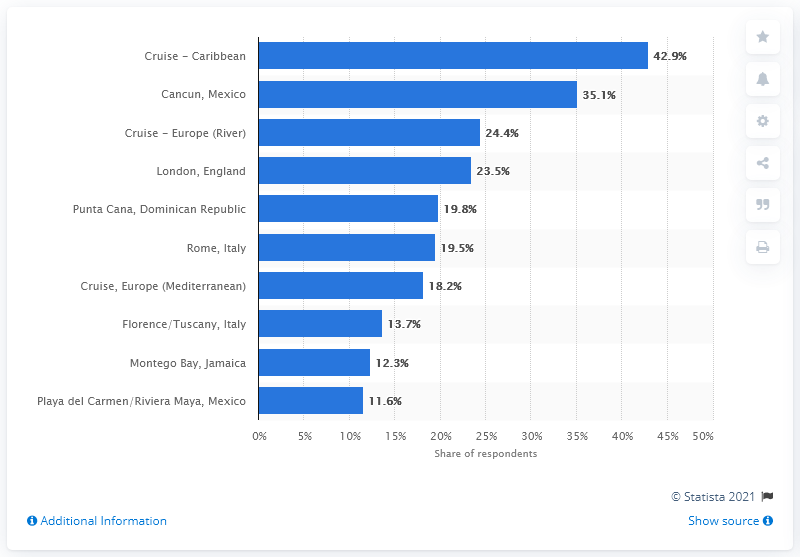 Cruise - Caribbean 42.9%
Cancun, Mexico 35.1%
Cruise - Europe (River) 24.4%
London, England 23.5%
Punta Cana, Dominican Republic 19.8%
Rome, Italy 19.5%
Cruise, Europe (Mediterranean) 18.2%
Florence/Tuscany, Italy 13.7%
Montego Bay, Jamaica 12.3%
Playa del Carmen/Riviera Maya, Mexico 11.6%
0% 5% 10% 15% 20% 25% 30% 35% 40% 45% 50%
Share of respondents
© Statista 2021
Additional Information Show source